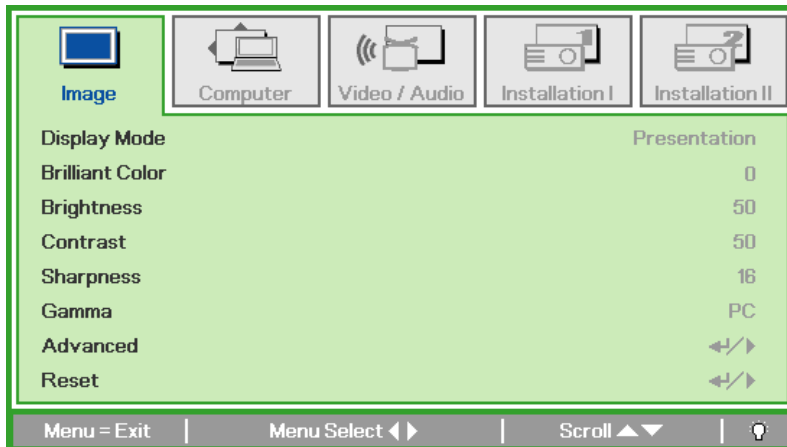 Image Computer Video / Audio Installation I Installation II
Display Mode Presentation
Brilliant Color 0
Brightness 50
Contrast 50
Sharpness 16
Gamma PC
Advanced
Reset
Menu = Exit Menu Select Scroll